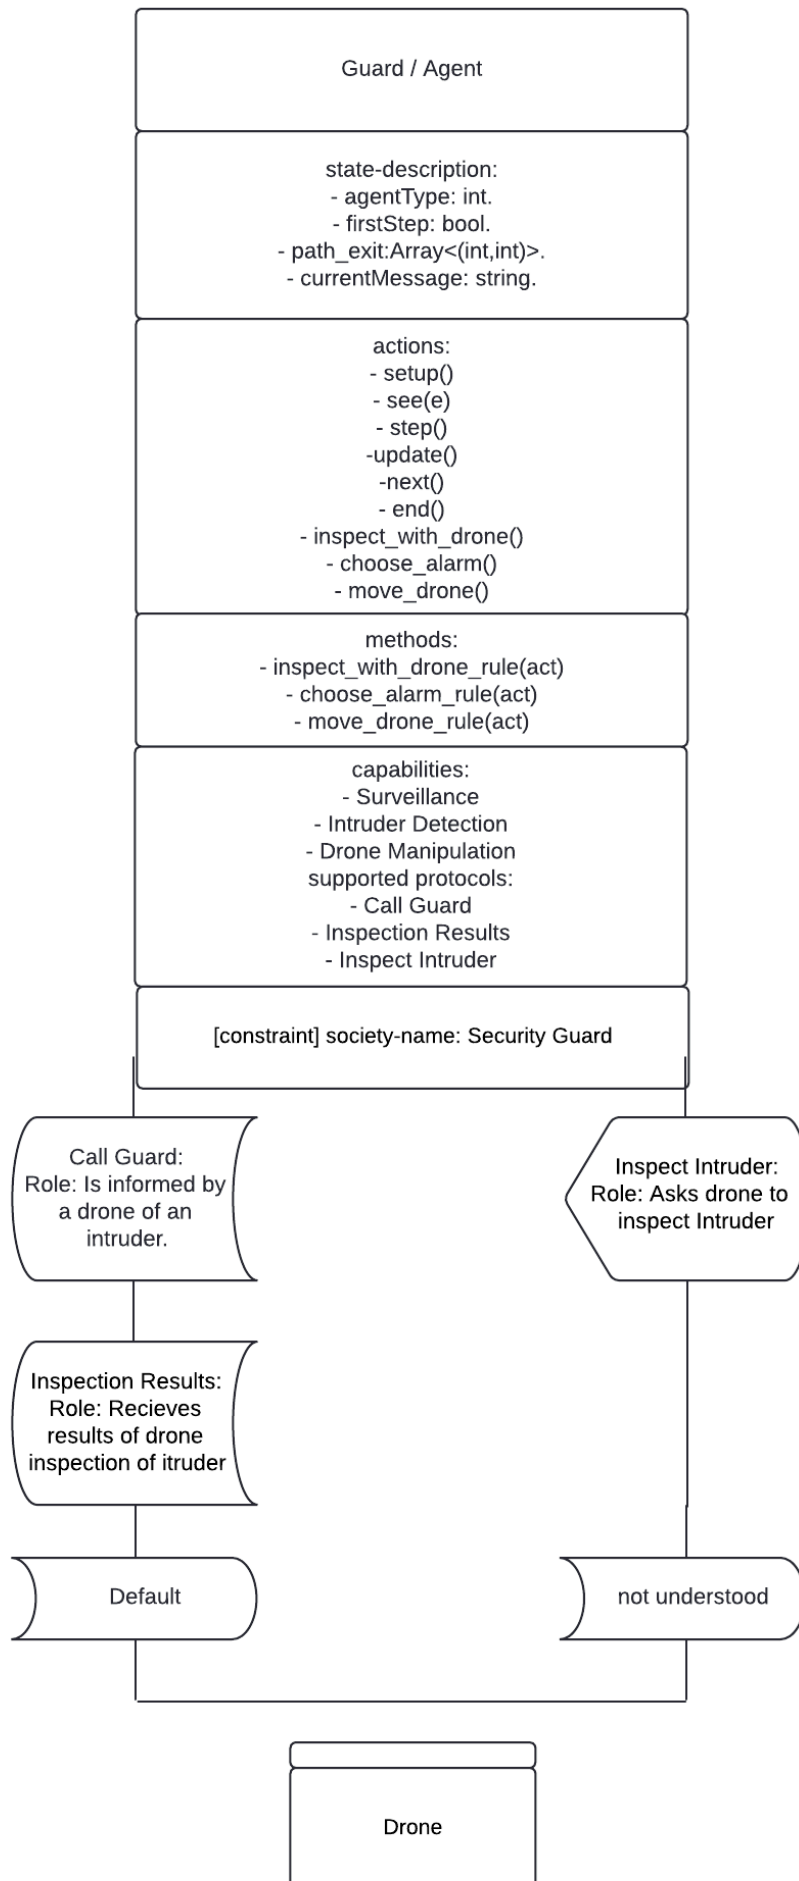 Guard / Agent
state-description:
- agentType: int.
- firstStep: bool.
- path_exit:Array<(int,int)>.
- currentMessage: string.
actions:
- setup()
- see(e)
- step()
-update()
-next()
- end()
- inspect_with_drone()
- choose_alarm()
- move_drone()
methods:
- inspect_with_drone_rule(act)
- choose_alarm_rule(act)
- move_drone_rule(act)
capabilities:
- Surveillance
- Intruder Detection
- Drone Manipulation
supported protocols:
- Call Guard
- Inspection Results
- Inspect Intruder
[constraint] society-name: Security Guard
Call Guard:
Role: Is informed by
a drone of an
intruder.
Inspect Intruder:
Role: Asks drone to
inspect Intruder
Inspection Results:
Role: Recieves
results of drone
inspection of itruder
Default
not understood
Drone